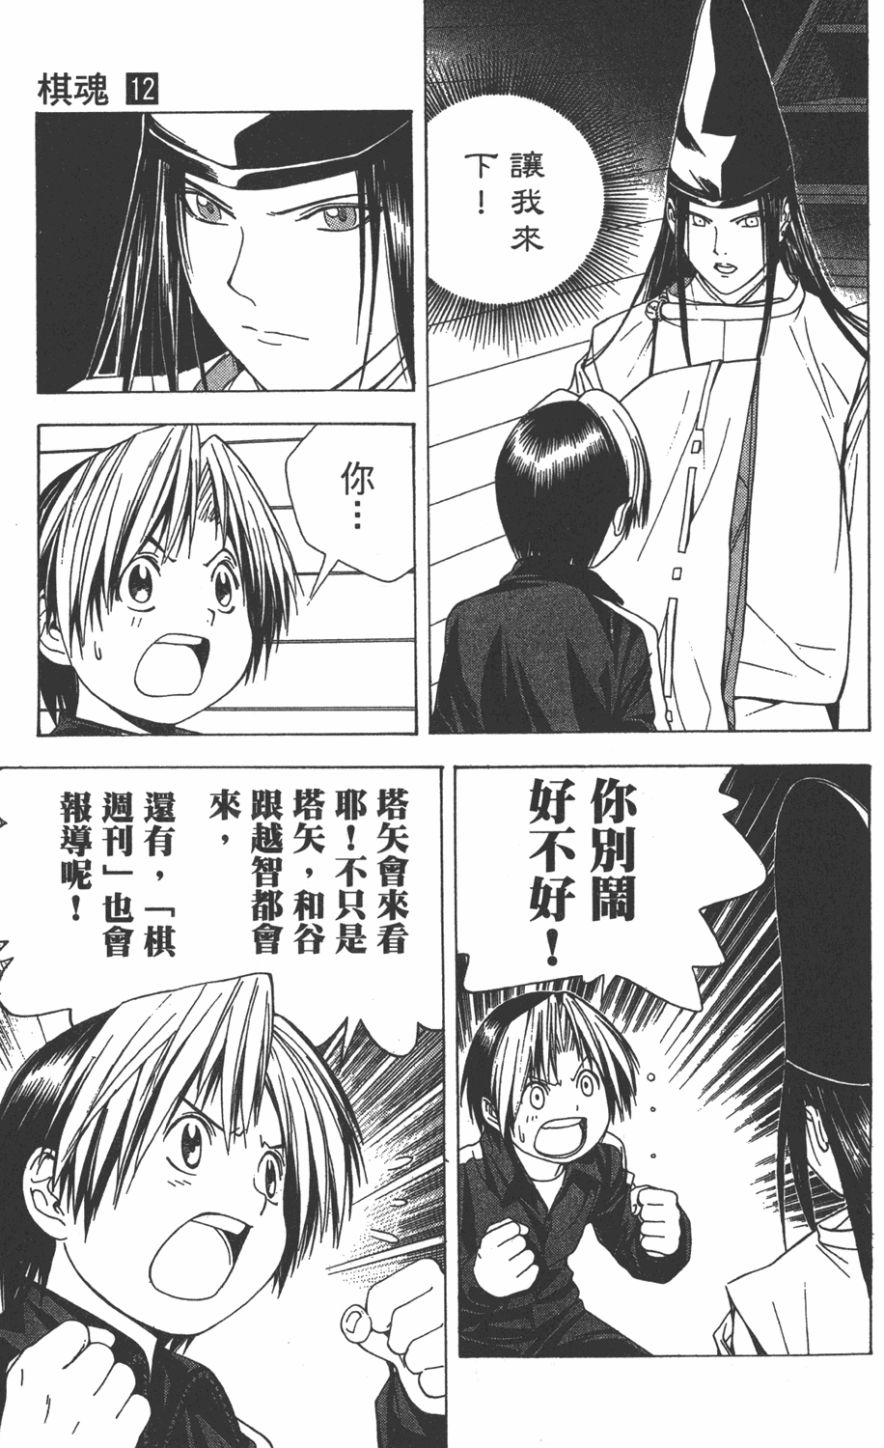 棋魂 12
讓我來
下！
你…
你別鬧
好不好！
塔矢會來看
耶！不只是
塔矢，和谷
跟越智都會
來，
還有，「棋
週刊」也會
報導呢！